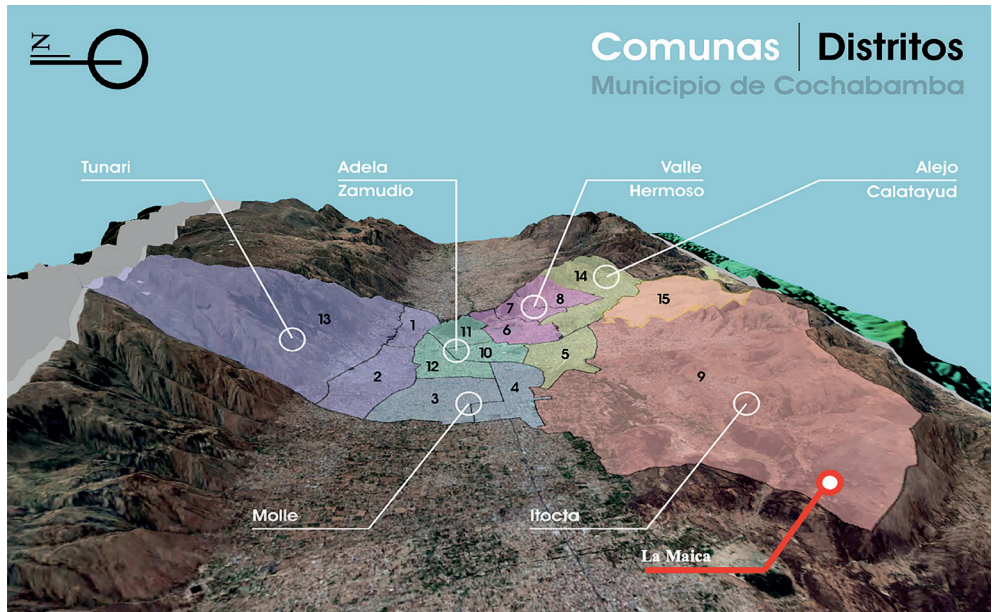 N
Comunas | Distritos
Municipio de Cochabamba
Tunari
Adela
Zamudio
Valle
Hermoso
Alejo
Calatayud
14
13
7
8
15
1
11
6
10
5
12
2
9
4
3
Molle
Itocta
La Maica